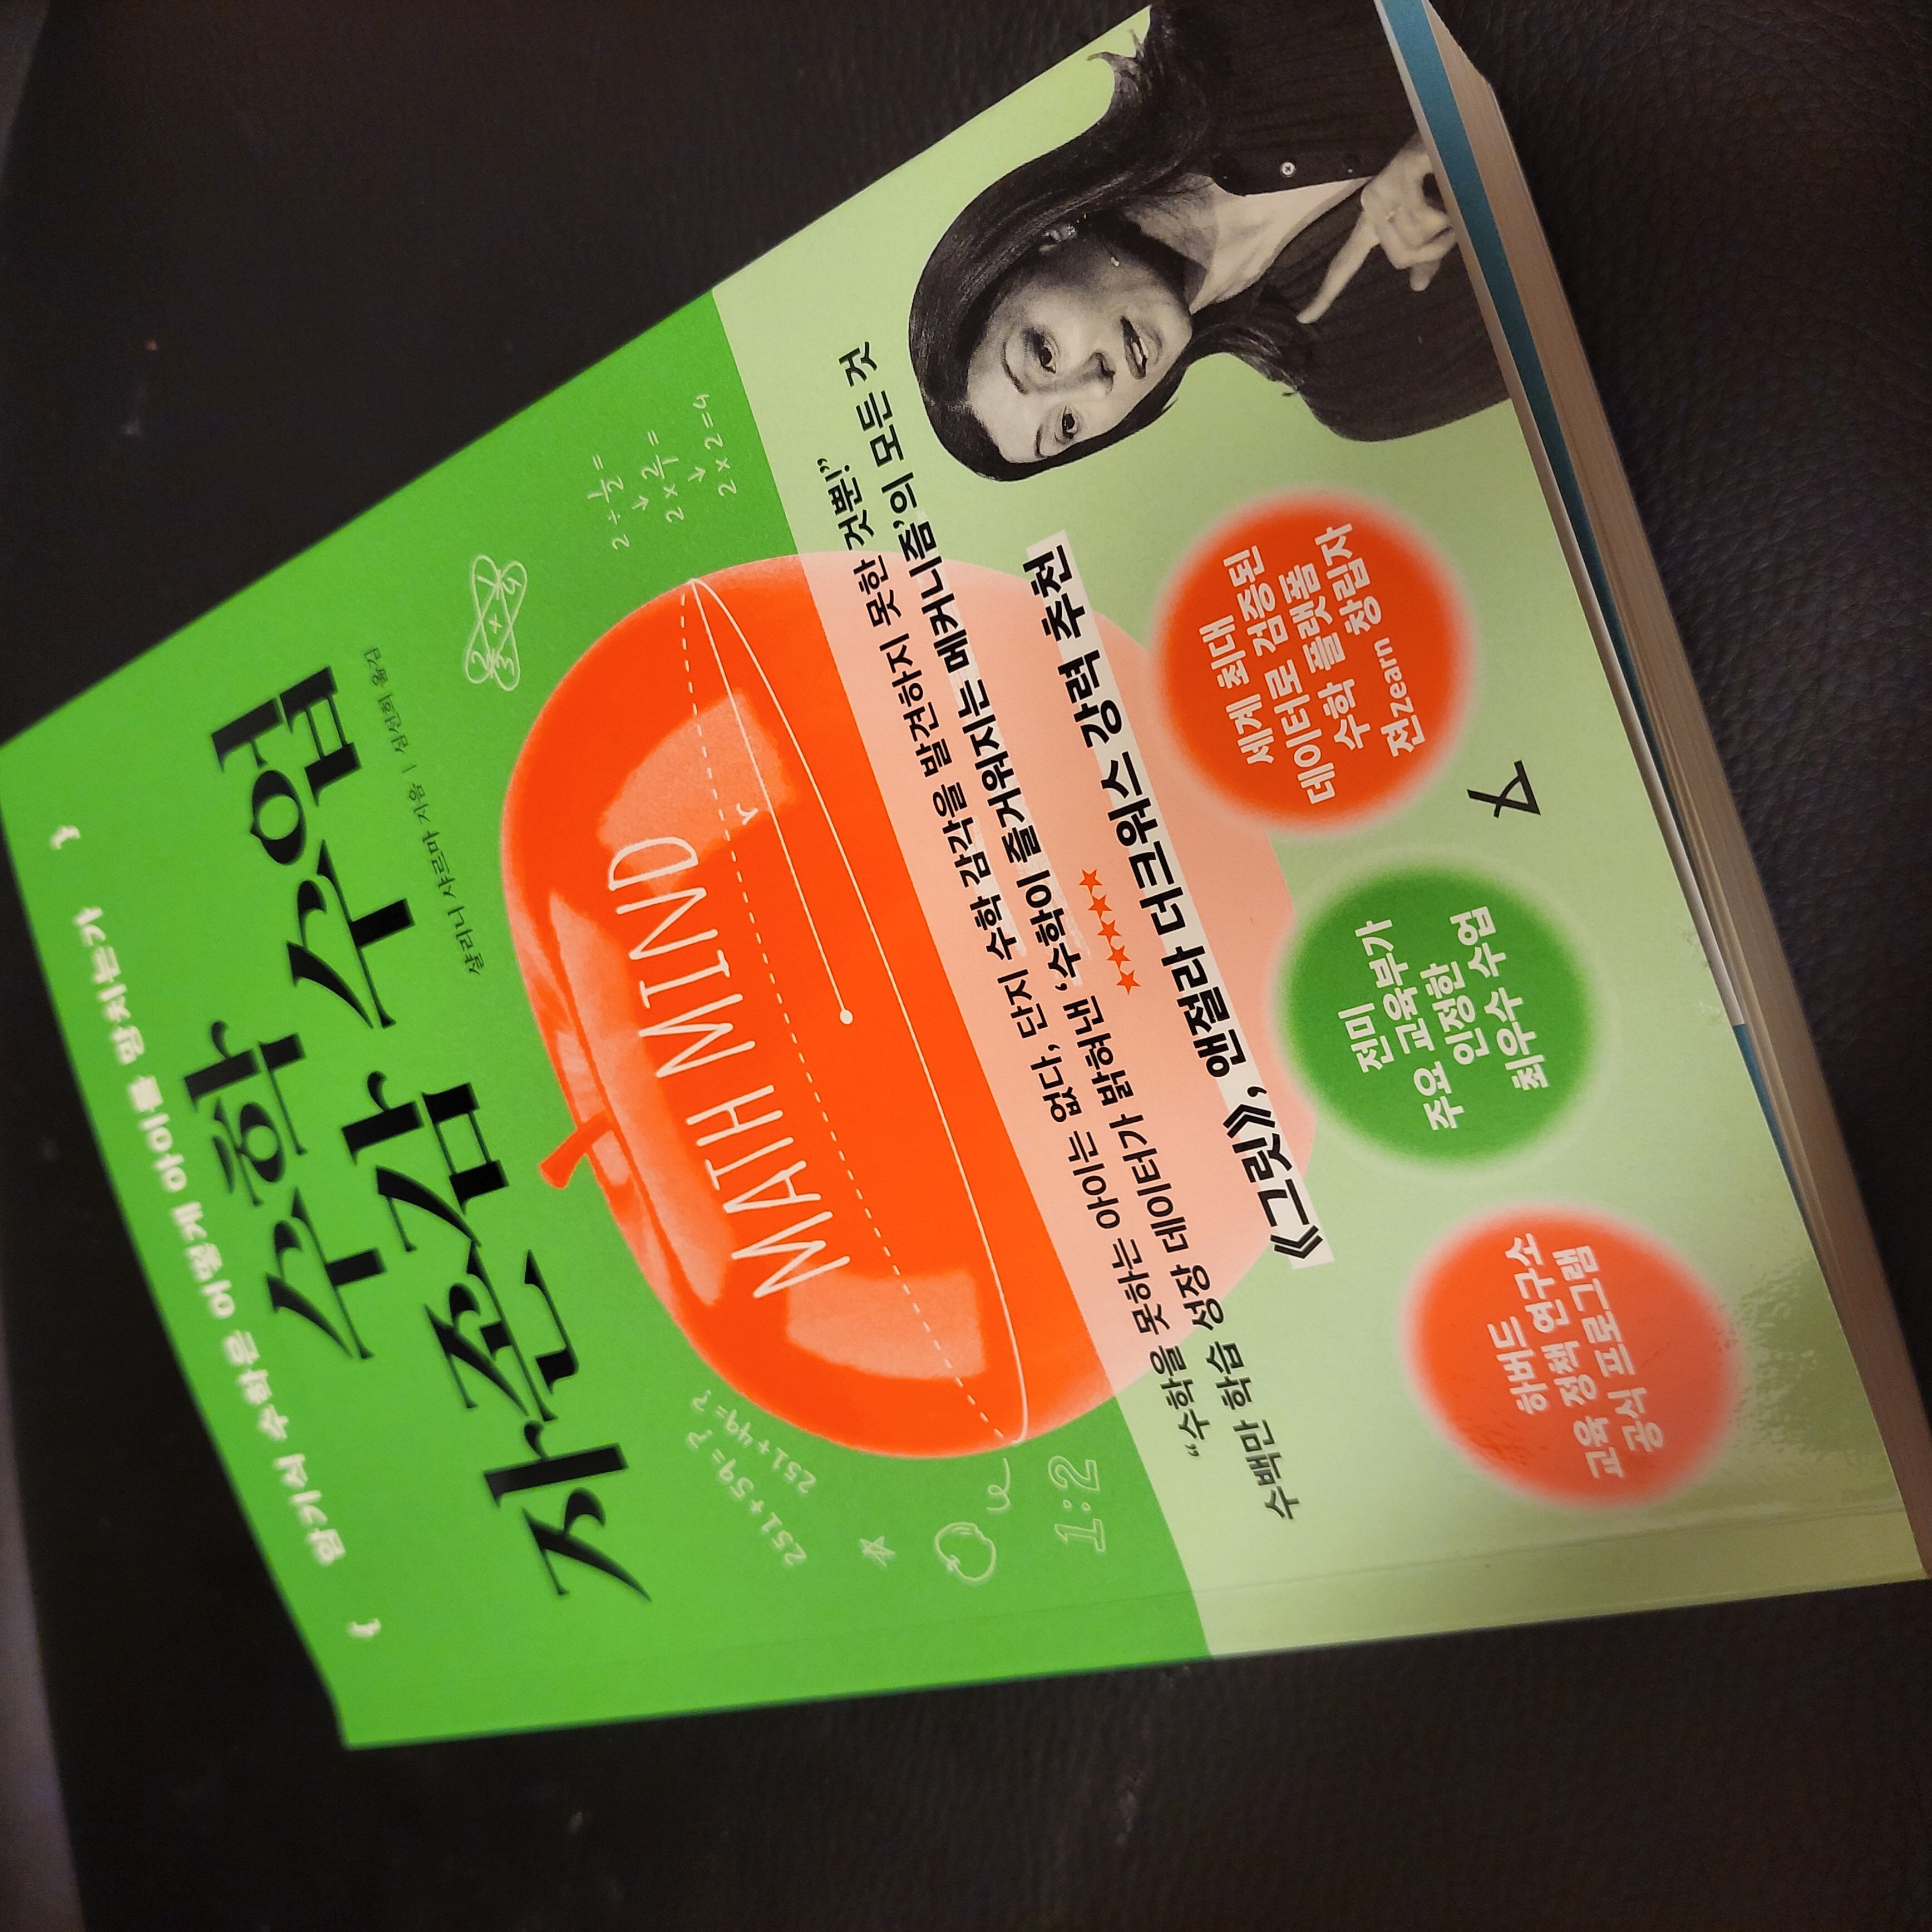 암기식 수학은 어떻게 아이를 망치는가
수학
자존감 수업
샬리니 샤르마 지음 | 심선희 옮김
MATH MIND
2 ÷ 1/2 =
2 × 2/1 =
2 × 2 = 4
251+59=?
251+49=?
1:2
“수학을 못하는 아이는 없다, 단지 수학 감각을 발견하지 못한 것뿐!”
수백만 학습 성장 데이터가 밝혀낸 ‘수학이 즐거워지는 메커니즘’의 모든 것
★★★★★
《그릿》, 앤절라 더크워스 강력 추천
하버드
교육 정책 연구소
공식 프로그램
전미
주요 교육부가
인정한
최우수 수업
세계 최대
데이터로 검증된
수학 플랫폼
전zearn 창립자